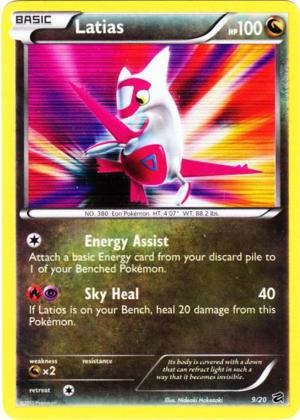 BASIC
Latias
HP100
NO. 380 Eon Pokémon. HT. 4'07" WT. 88.2 lbs.
Energy Assist
Attach a basic Energy card from your discard pile to
1 of your Benched Pokémon.
Sky Heal 40
If Latias is on your Bench, heal 20 damage from this
Pokémon.
weakness resistance
×2
retreat
Its body is covered with a down
that can refract light in such a
way that it becomes invisible.
Illus. Hideaki Hakozaki
9/20